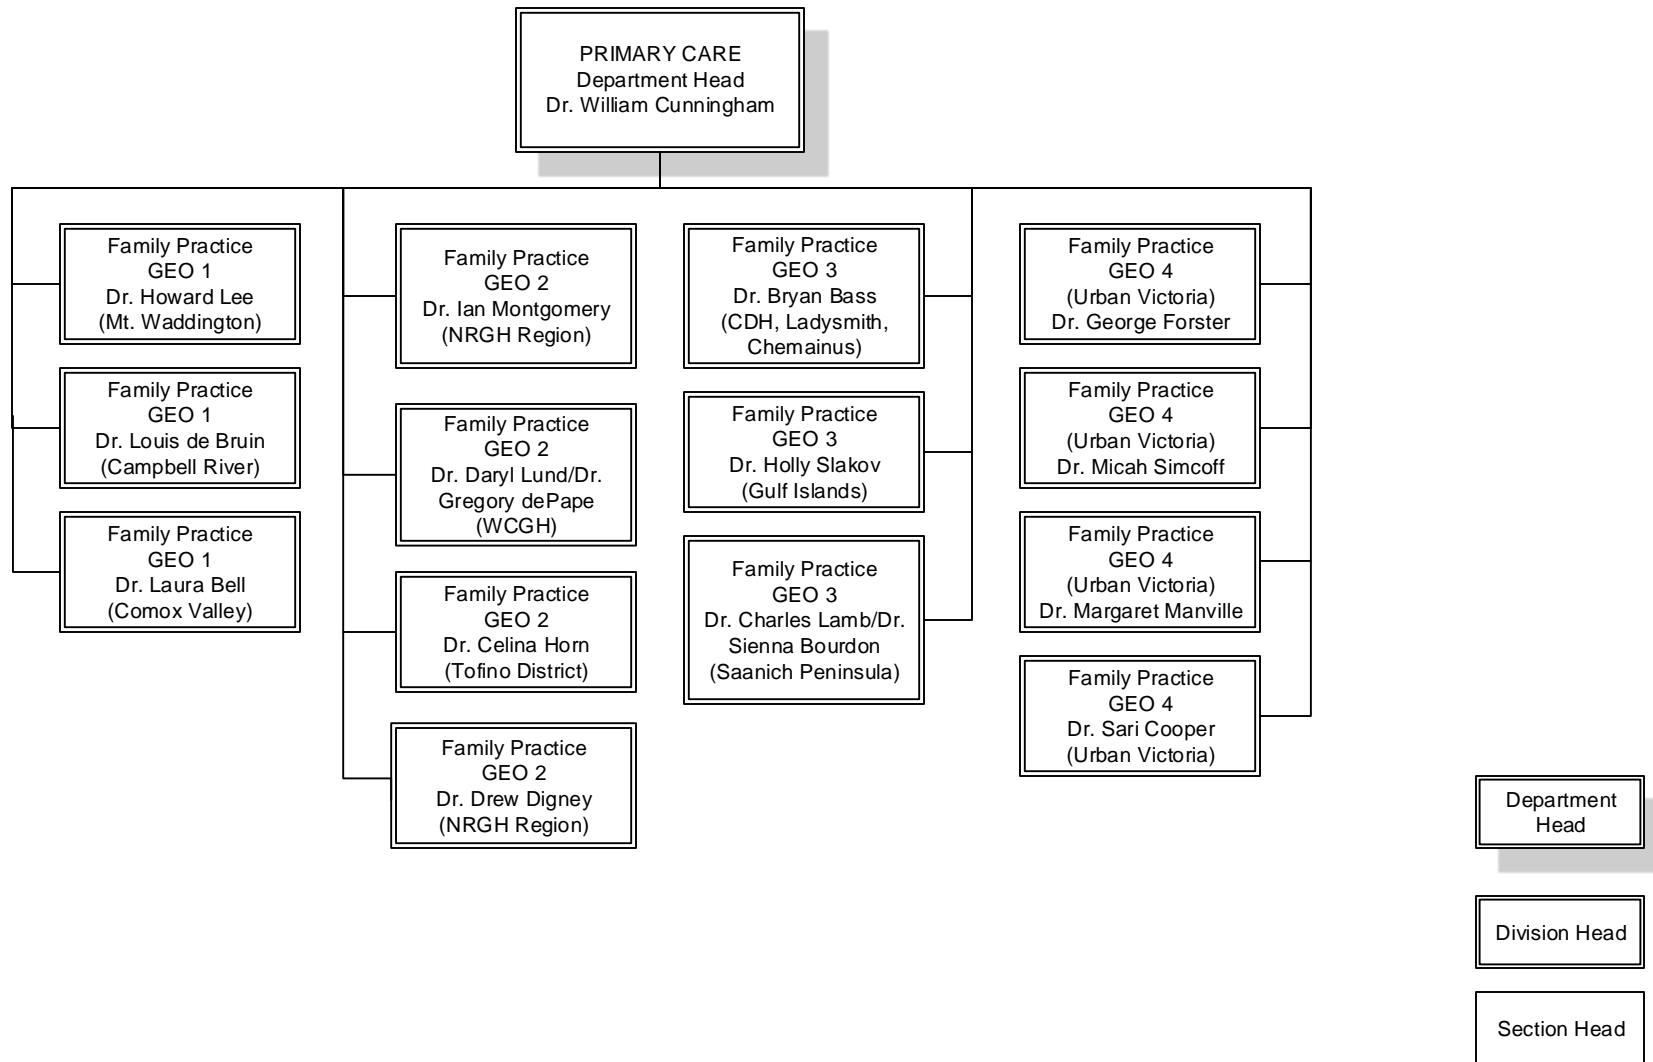 PRIMARY CARE
Department Head
Dr. William Cunningham
Family Practice
GEO 1
Dr. Howard Lee
(Mt. Waddington)
Family Practice
GEO 1
Dr. Louis de Bruin
(Campbell River)
Family Practice
GEO 1
Dr. Laura Bell
(Comox Valley)
Family Practice
GEO 2
Dr. Ian Montgomery
(NRGH Region)
Family Practice
GEO 2
Dr. Daryl Lund/Dr.
Gregory dePape
(WCGH)
Family Practice
GEO 2
Dr. Celina Horn
(Tofino District)
Family Practice
GEO 2
Dr. Drew Digney
(NRGH Region)
Family Practice
GEO 3
Dr. Bryan Bass
(CDH, Ladysmith,
Chemainus)
Family Practice
GEO 3
Dr. Holly Slakov
(Gulf Islands)
Family Practice
GEO 3
Dr. Charles Lamb/Dr.
Sienna Bourdon
(Saanich Peninsula)
Family Practice
GEO 4
(Urban Victoria)
Dr. George Forster
Family Practice
GEO 4
(Urban Victoria)
Dr. Micah Simcoff
Family Practice
GEO 4
(Urban Victoria)
Dr. Margaret Manville
Family Practice
GEO 4
Dr. Sari Cooper
(Urban Victoria)
Department
Head
Division Head
Section Head